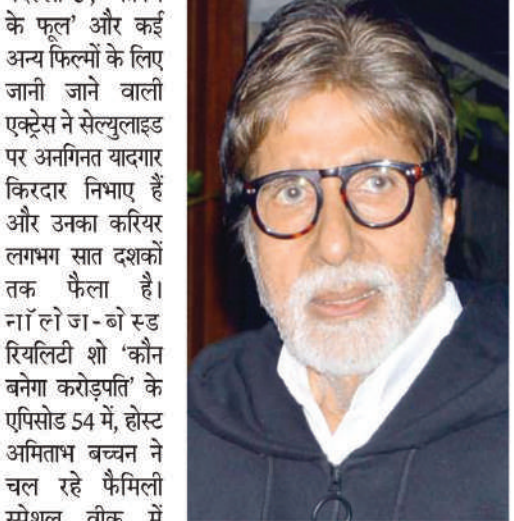 के फूल’ और कई
अन्य फिल्मों के लिए
जानी जाने वाली
एक्ट्रेस ने सेल्युलाइड
पर अनगिनत यादगार
किरदार निभाए हैं
और उनका करियर
लगभग सात दशकों
तक फैला है।
नॉलेज-बेस्ड
रियलिटी शो ‘कौन
बनेगा करोड़पति’ के
एपिसोड 54 में, होस्ट
अमिताभ बच्चन ने
चल रहे फैमिली
स्पेशल वीक में